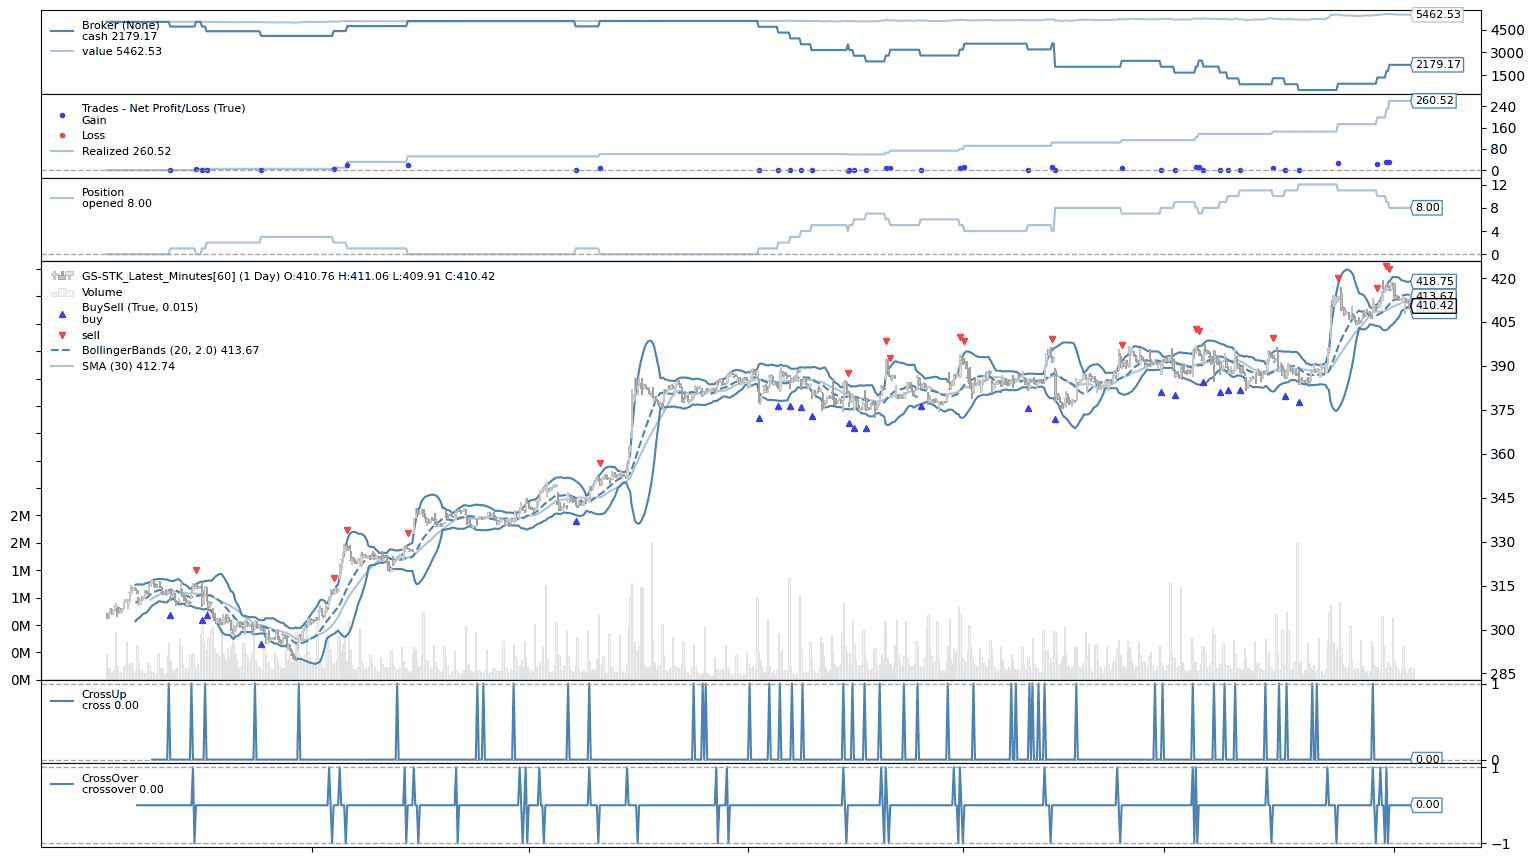 Broker (None)
cash 2179.17
value 5462.53
5462.53
4500
3000
2179.17
1500
Trades - Net Profit/Loss (True)
Gain
Loss
Realized 260.52
260.52
240
160
80
0
Position
opened 8.00
12
8.00
8
4
0
GS-STK_Latest_Minutes[60] (1 Day) O:410.76 H:411.06 L:409.91 C:410.42
Volume
BuySell (True, 0.015)
buy
sell
BollingerBands (20, 2.0) 413.67
SMA (30) 412.74
420
418.75
413.67
410.42
405
390
375
360
345
330
315
300
285
2M
2M
1M
1M
0M
0M
0M
CrossUp
cross 0.00
1
0.00
0
CrossOver
crossover 0.00
1
0.00
−1